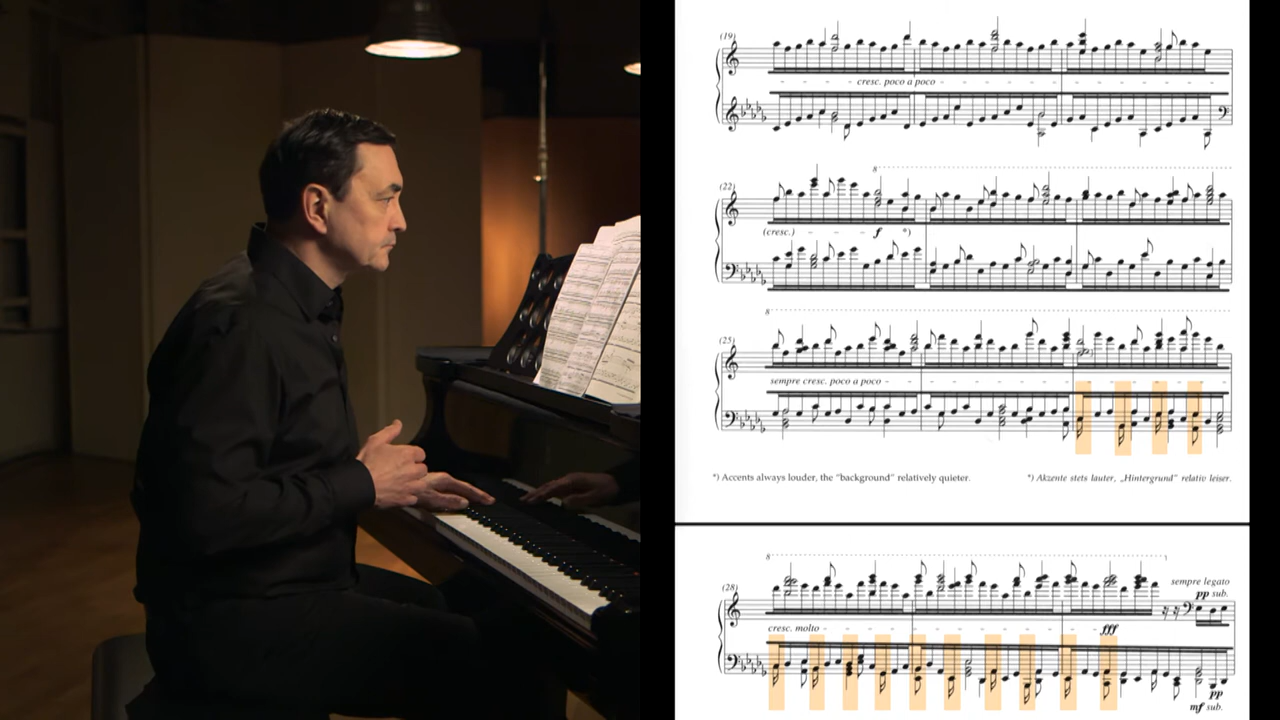 (19)
cresc. poco a poco
8
(22)
(cresc.) f *)
8
(25)
sempre cresc. poco a poco
*) Accents always louder, the "background" relatively quieter.
*) Akzente stets lauter, „Hintergrund" relativ leiser.
8
(28)
sempre legato
pp sub.
cresc. molto
fff
pp
mf sub.